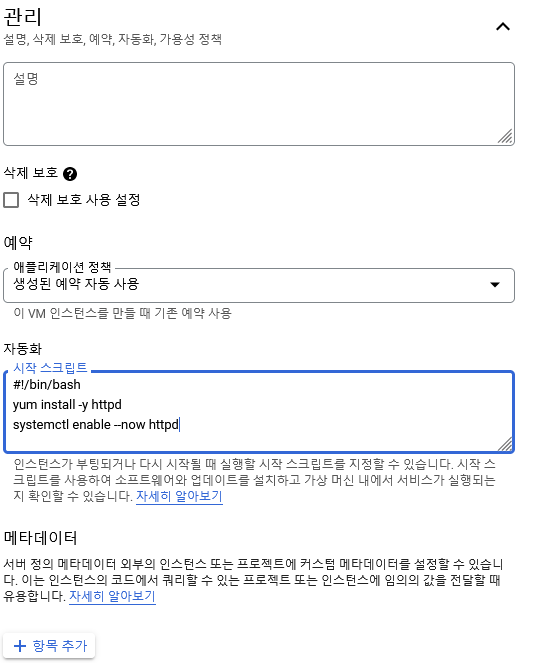 관리
설명, 삭제 보호, 예약, 자동화, 가용성 정책
설명
삭제 보호
삭제 보호 사용 설정
예약
애플리케이션 정책
생성된 예약 자동 사용
이 VM 인스턴스를 만들 때 기존 예약 사용
자동화
시작 스크립트
#!/bin/bash
yum install -y httpd
systemctl enable --now httpd
인스턴스가 부팅되거나 다시 시작될 때 실행할 시작 스크립트를 지정할 수 있습니다. 시작 스
크립트를 사용하여 소프트웨어와 업데이트를 설치하고 가상 머신 내에서 서비스가 실행되는
지 확인할 수 있습니다. 자세히 알아보기
메타데이터
서버 정의 메타데이터 외부의 인스턴스 또는 프로젝트에 커스텀 메타데이터를 설정할 수 있습니
다. 이는 인스턴스의 코드에서 쿼리할 수 있는 프로젝트 또는 인스턴스에 임의의 값을 전달할 때
유용합니다. 자세히 알아보기
+ 항목 추가